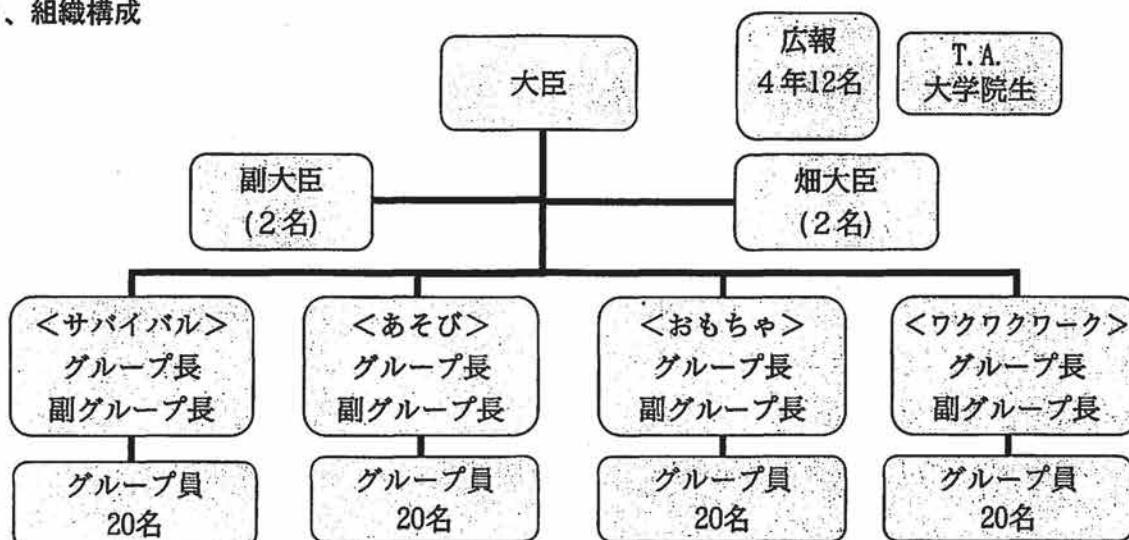 、組織構成
大臣
広報
4年12名
T.A.
大学院生
副大臣
(2名)
畑大臣
(2名)
＜サバイバル＞
グループ長
副グループ長
＜あそび＞
グループ長
副グループ長
＜おもちゃ＞
グループ長
副グループ長
＜ワクワクワーク＞
グループ長
副グループ長
グループ員
20名
グループ員
20名
グループ員
20名
グループ員
20名